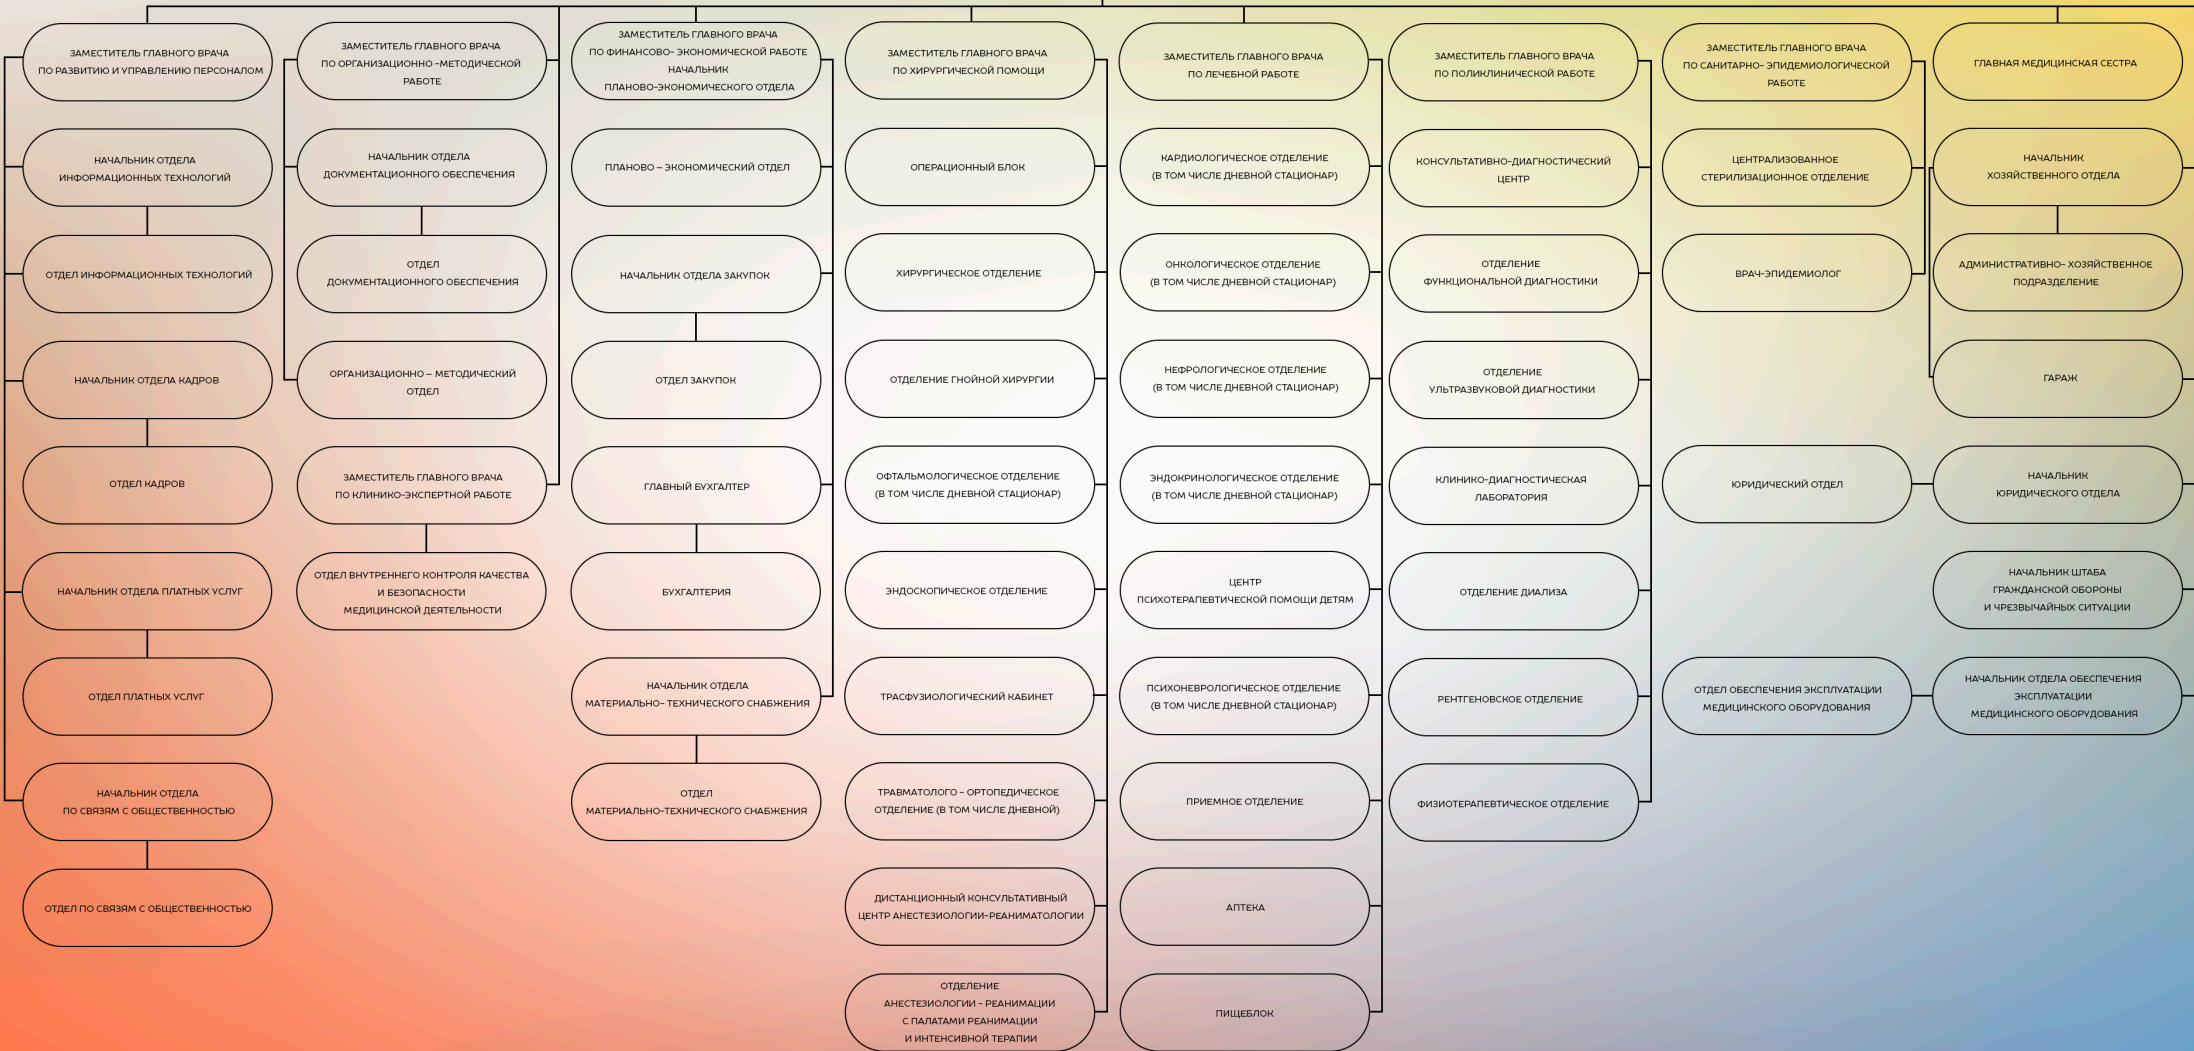 ЗАМЕСТИТЕЛЬ ГЛАВНОГО ВРАЧА
ПО РАЗВИТИЮ И УПРАВЛЕНИЮ ПЕРСОНАЛОМ
НАЧАЛЬНИК ОТДЕЛА
ИНФОРМАЦИОННЫХ ТЕХНОЛОГИЙ
ОТДЕЛ ИНФОРМАЦИОННЫХ ТЕХНОЛОГИЙ
НАЧАЛЬНИК ОТДЕЛА КАДРОВ
ОТДЕЛ КАДРОВ
НАЧАЛЬНИК ОТДЕЛА ПЛАТНЫХ УСЛУГ
ОТДЕЛ ПЛАТНЫХ УСЛУГ
НАЧАЛЬНИК ОТДЕЛА
ПО СВЯЗЯМ С ОБЩЕСТВЕННОСТЬЮ
ОТДЕЛ ПО СВЯЗЯМ С ОБЩЕСТВЕННОСТЬЮ
ЗАМЕСТИТЕЛЬ ГЛАВНОГО ВРАЧА
ПО ОРГАНИЗАЦИОННО -МЕТОДИЧЕСКОЙ
РАБОТЕ
НАЧАЛЬНИК ОТДЕЛА
ДОКУМЕНТАЦИОННОГО ОБЕСПЕЧЕНИЯ
ОТДЕЛ
ДОКУМЕНТАЦИОННОГО ОБЕСПЕЧЕНИЯ
ОРГАНИЗАЦИОННО – МЕТОДИЧЕСКИЙ
ОТДЕЛ
ЗАМЕСТИТЕЛЬ ГЛАВНОГО ВРАЧА
ПО КЛИНИКО-ЭКСПЕРТНОЙ РАБОТЕ
ОТДЕЛ ВНУТРЕННЕГО КОНТРОЛЯ КАЧЕСТВА
И БЕЗОПАСНОСТИ
МЕДИЦИНСКОЙ ДЕЯТЕЛЬНОСТИ
ЗАМЕСТИТЕЛЬ ГЛАВНОГО ВРАЧА
ПО ФИНАНСОВО- ЭКОНОМИЧЕСКОЙ РАБОТЕ
НАЧАЛЬНИК
ПЛАНОВО-ЭКОНОМИЧЕСКОГО ОТДЕЛА
ПЛАНОВО – ЭКОНОМИЧЕСКИЙ ОТДЕЛ
НАЧАЛЬНИК ОТДЕЛА ЗАКУПОК
ОТДЕЛ ЗАКУПОК
ГЛАВНЫЙ БУХГАЛТЕР
БУХГАЛТЕРИЯ
НАЧАЛЬНИК ОТДЕЛА
МАТЕРИАЛЬНО- ТЕХНИЧЕСКОГО СНАБЖЕНИЯ
ОТДЕЛ
МАТЕРИАЛЬНО-ТЕХНИЧЕСКОГО СНАБЖЕНИЯ
ЗАМЕСТИТЕЛЬ ГЛАВНОГО ВРАЧА
ПО ХИРУРГИЧЕСКОЙ ПОМОЩИ
ОПЕРАЦИОННЫЙ БЛОК
ХИРУРГИЧЕСКОЕ ОТДЕЛЕНИЕ
ОТДЕЛЕНИЕ ГНОЙНОЙ ХИРУРГИИ
ОФТАЛЬМОЛОГИЧЕСКОЕ ОТДЕЛЕНИЕ
(В ТОМ ЧИСЛЕ ДНЕВНОЙ СТАЦИОНАР)
ЭНДОСКОПИЧЕСКОЕ ОТДЕЛЕНИЕ
ТРАСФУЗИОЛОГИЧЕСКИЙ КАБИНЕТ
ТРАВМАТОЛОГО - ОРТОПЕДИЧЕСКОЕ
ОТДЕЛЕНИЕ (В ТОМ ЧИСЛЕ ДНЕВНОЙ)
ДИСТАНЦИОННЫЙ КОНСУЛЬТАТИВНЫЙ
ЦЕНТР АНЕСТЕЗИОЛОГИИ-РЕАНИМАТОЛОГИИ
ОТДЕЛЕНИЕ
АНЕСТЕЗИОЛОГИИ - РЕАНИМАЦИИ
С ПАЛАТАМИ РЕАНИМАЦИИ
И ИНТЕНСИВНОЙ ТЕРАПИИ
ЗАМЕСТИТЕЛЬ ГЛАВНОГО ВРАЧА
ПО ЛЕЧЕБНОЙ РАБОТЕ
КАРДИОЛОГИЧЕСКОЕ ОТДЕЛЕНИЕ
(В ТОМ ЧИСЛЕ ДНЕВНОЙ СТАЦИОНАР)
ОНКОЛОГИЧЕСКОЕ ОТДЕЛЕНИЕ
(В ТОМ ЧИСЛЕ ДНЕВНОЙ СТАЦИОНАР)
НЕФРОЛОГИЧЕСКОЕ ОТДЕЛЕНИЕ
(В ТОМ ЧИСЛЕ ДНЕВНОЙ СТАЦИОНАР)
ЭНДОКРИНОЛОГИЧЕСКОЕ ОТДЕЛЕНИЕ
(В ТОМ ЧИСЛЕ ДНЕВНОЙ СТАЦИОНАР)
ЦЕНТР
ПСИХОТЕРАПЕВТИЧЕСКОЙ ПОМОЩИ ДЕТЯМ
ПСИХОНЕВРОЛОГИЧЕСКОЕ ОТДЕЛЕНИЕ
(В ТОМ ЧИСЛЕ ДНЕВНОЙ СТАЦИОНАР)
ПРИЕМНОЕ ОТДЕЛЕНИЕ
АПТЕКА
ПИЩЕБЛОК
ЗАМЕСТИТЕЛЬ ГЛАВНОГО ВРАЧА
ПО ПОЛИКЛИНИЧЕСКОЙ РАБОТЕ
КОНСУЛЬТАТИВНО-ДИАГНОСТИЧЕСКИЙ
ЦЕНТР
ОТДЕЛЕНИЕ
ФУНКЦИОНАЛЬНОЙ ДИАГНОСТИКИ
ОТДЕЛЕНИЕ
УЛЬТРАЗВУКОВОЙ ДИАГНОСТИКИ
КЛИНИКО-ДИАГНОСТИЧЕСКАЯ
ЛАБОРАТОРИЯ
ОТДЕЛЕНИЕ ДИАЛИЗА
РЕНТГЕНОВСКОЕ ОТДЕЛЕНИЕ
ФИЗИОТЕРАПЕВТИЧЕСКОЕ ОТДЕЛЕНИЕ
ЗАМЕСТИТЕЛЬ ГЛАВНОГО ВРАЧА
ПО САНИТАРНО- ЭПИДЕМИОЛОГИЧЕСКОЙ
РАБОТЕ
ЦЕНТРАЛИЗОВАННОЕ
СТЕРИЛИЗАЦИОННОЕ ОТДЕЛЕНИЕ
ВРАЧ-ЭПИДЕМИОЛОГ
ЮРИДИЧЕСКИЙ ОТДЕЛ
ОТДЕЛ ОБЕСПЕЧЕНИЯ ЭКСПЛУАТАЦИИ
МЕДИЦИНСКОГО ОБОРУДОВАНИЯ
ГЛАВНАЯ МЕДИЦИНСКАЯ СЕСТРА
НАЧАЛЬНИК
ХОЗЯЙСТВЕННОГО ОТДЕЛА
АДМИНИСТРАТИВНО- ХОЗЯЙСТВЕННОЕ
ПОДРАЗДЕЛЕНИЕ
ГАРАЖ
НАЧАЛЬНИК
ЮРИДИЧЕСКОГО ОТДЕЛА
НАЧАЛЬНИК ШТАБА
ГРАЖДАНСКОЙ ОБОРОНЫ
И ЧРЕЗВЫЧАЙНЫХ СИТУАЦИИ
НАЧАЛЬНИК ОТДЕЛА ОБЕСПЕЧЕНИЯ
ЭКСПЛУАТАЦИИ
МЕДИЦИНСКОГО ОБОРУДОВАНИЯ